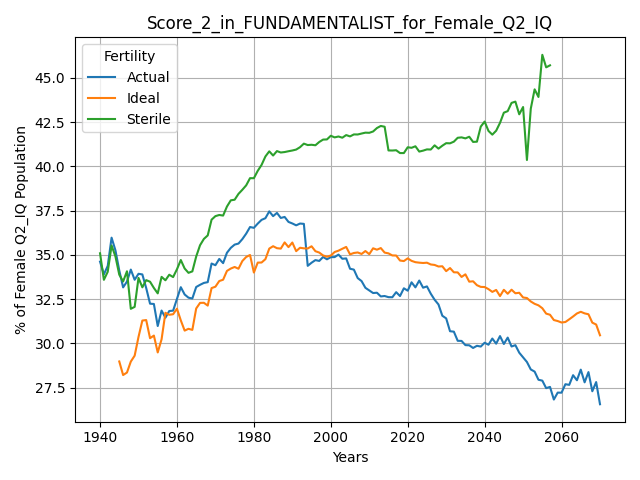 Score_2_in_FUNDAMENTALIST_for_Female_Q2_IQ
Fertility
Actual
Ideal
Sterile
% of Female Q2_IQ Population
45.0
42.5
40.0
37.5
35.0
32.5
30.0
27.5
1940 1960 1980 2000 2020 2040 2060
Years